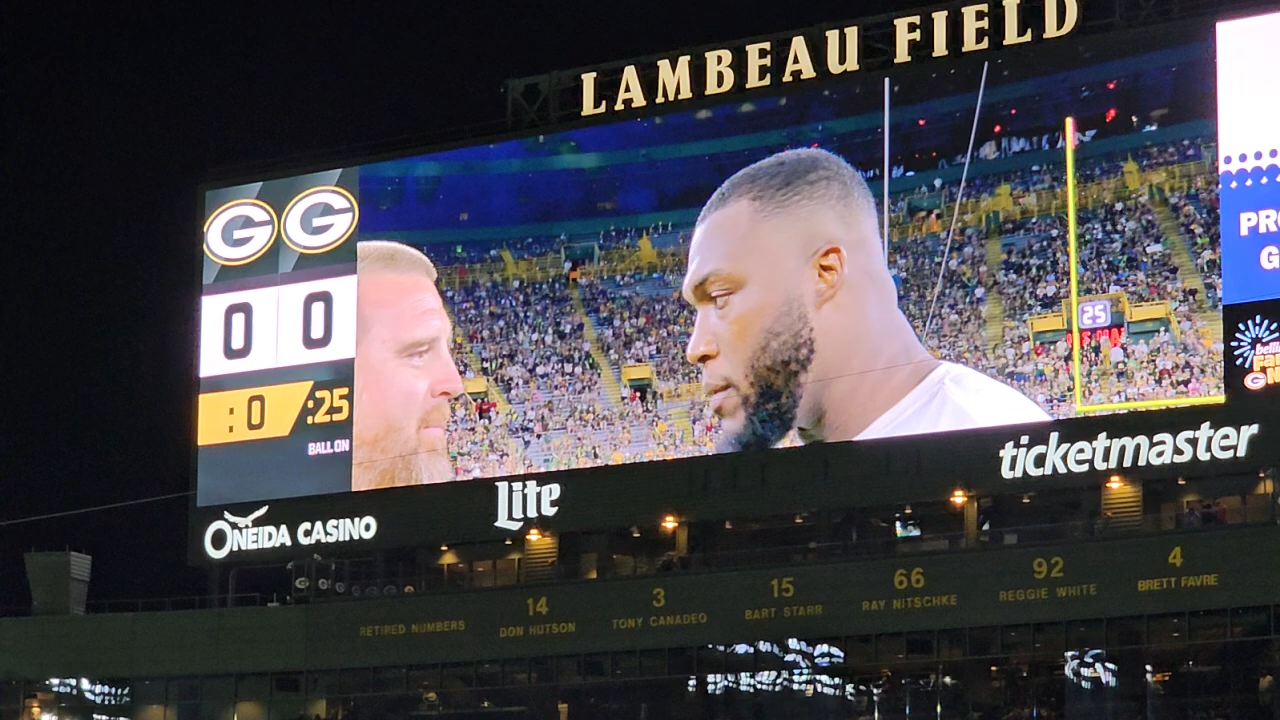 LAMBEAU FIELD
G G
0 0
:0 :25
BALL ON
25
PR
G
ONEIDA CASINO
Lite
ticketmaster
RETIRED NUMBERS
14
DON HUTSON
3
TONY CANADEO
15
BART STARR
66
RAY NITSCHKE
92
REGGIE WHITE
4
BRETT FAVRE